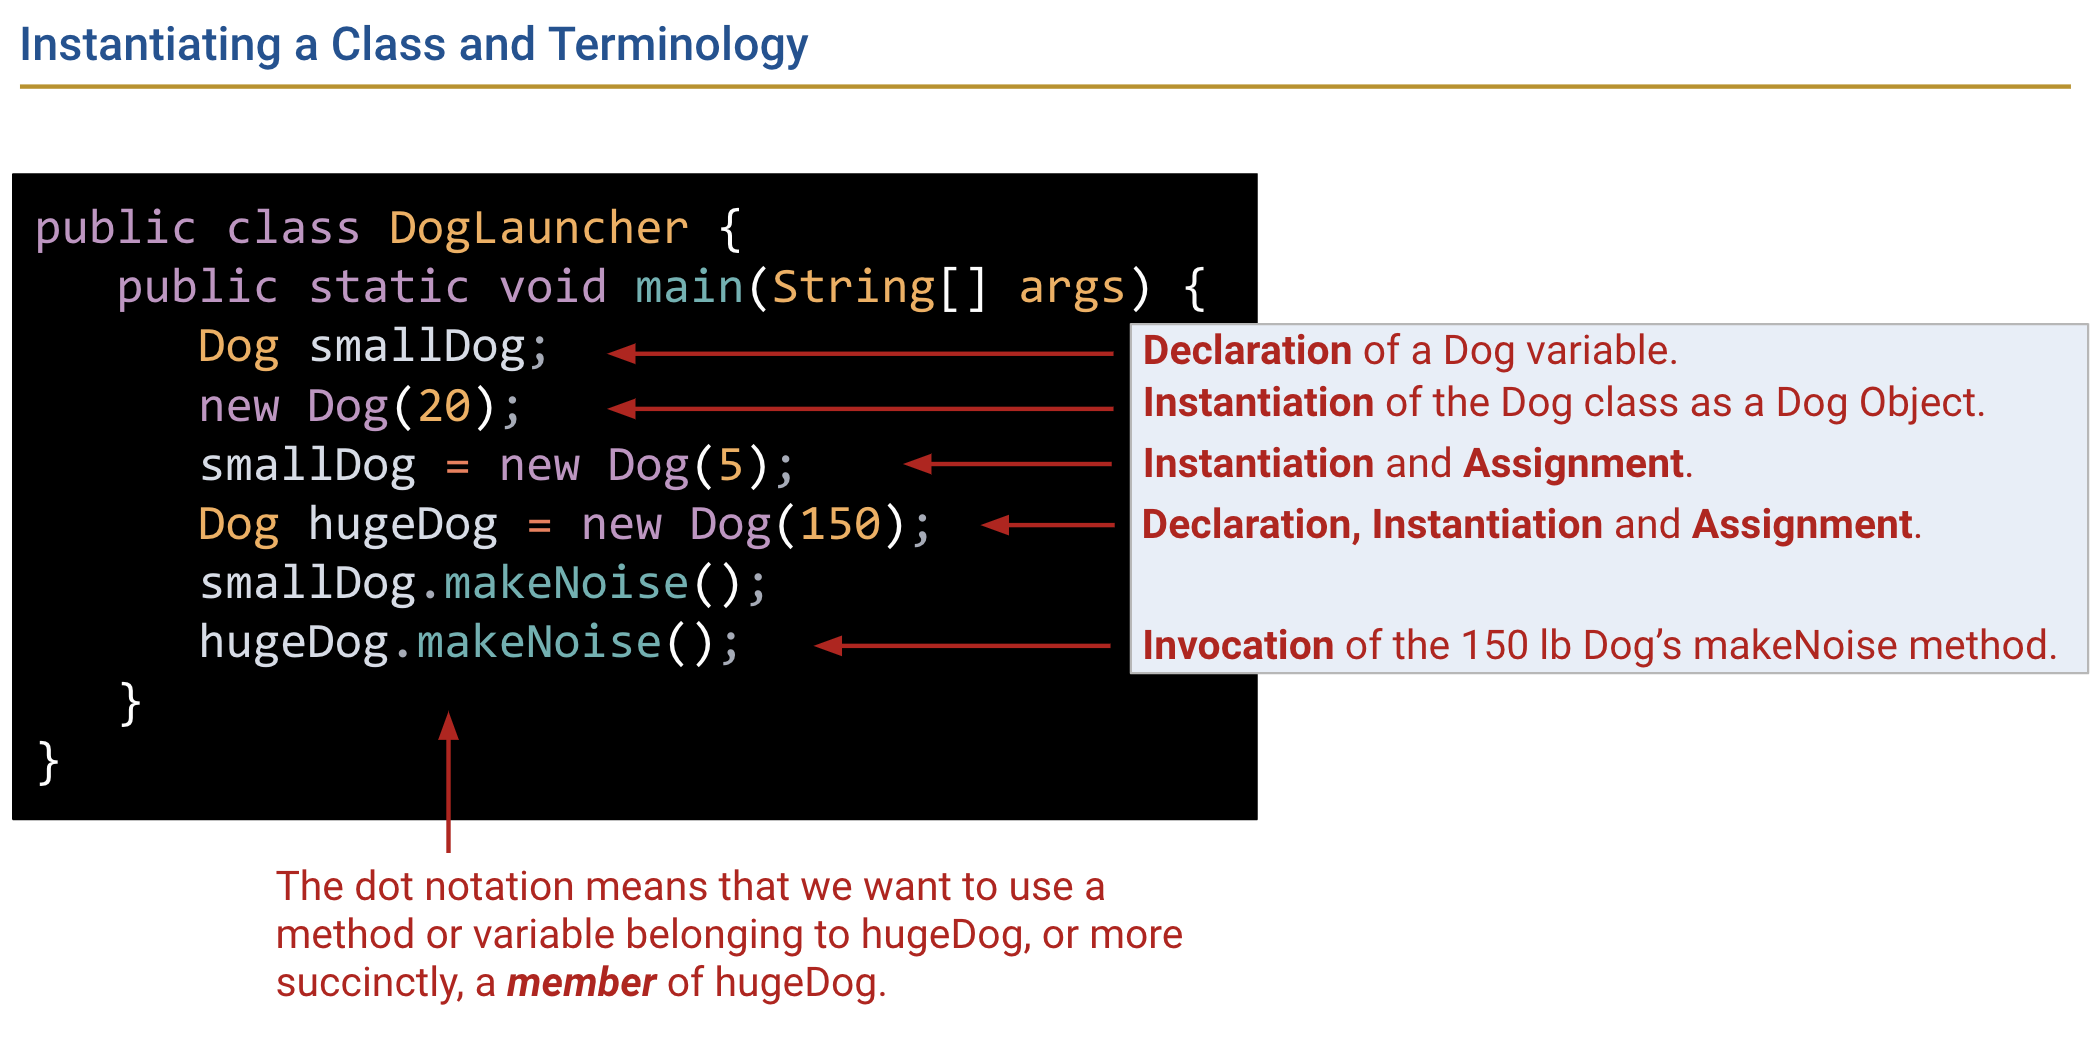 Instantiating a Class and Terminology
public class DogLauncher {
public static void main(String[] args) {
Dog smallDog;
Declaration of a Dog variable.
new Dog(20);
Instantiation of the Dog class as a Dog Object.
smallDog = new Dog(5);
Instantiation and Assignment.
Dog hugeDog = new Dog(150);
Declaration, Instantiation and Assignment.
smallDog.makeNoise();
hugeDog.makeNoise();
Invocation of the 150 lb Dog’s makeNoise method.
}
}
The dot notation means that we want to use a
method or variable belonging to hugeDog, or more
succinctly, a member of hugeDog.